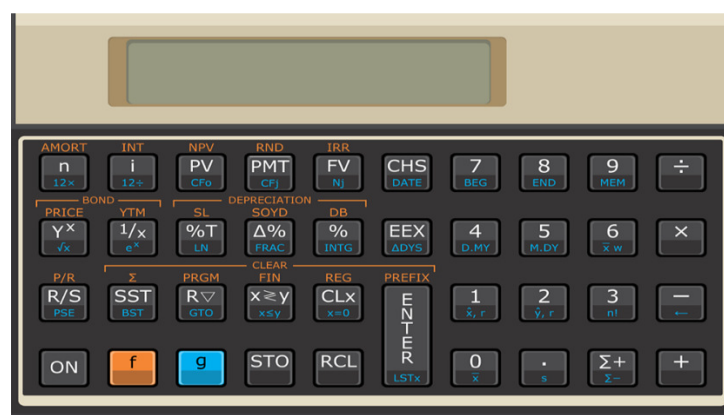 AMORT INT NPV RND IRR
n i PV PMT FV CHS 7 8 9 ÷
12× 12÷ CFo CFj Nj DATE BEG END MEM
BOND DEPRECIATION
PRICE YTM SL SOYD DB
Yˣ 1/x %T Δ% % EEX 4 5 6 ×
√x eˣ LN FRAC INTG ΔDYS D.MY M.DY x̅ w
CLEAR
P/R Σ PRGM FIN REG PREFIX
R/S SST R▽ x≷y CLx ENTER 1 2 3 −
PSE BST GTO x≤y x=0 x̂, r ŷ, r n! ←
ON f g STO RCL 0 . Σ+ +
LSTx x̅ s Σ−